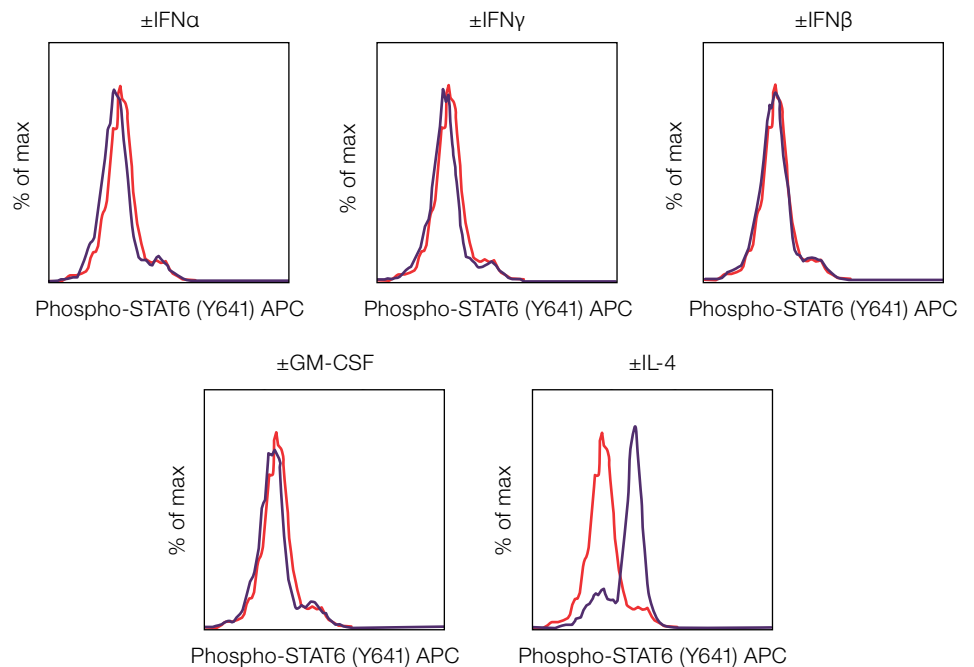 ±IFNα
±IFNγ
±IFNβ
% of max
% of max
% of max
Phospho-STAT6 (Y641) APC
Phospho-STAT6 (Y641) APC
Phospho-STAT6 (Y641) APC
±GM-CSF
±IL-4
% of max
% of max
Phospho-STAT6 (Y641) APC
Phospho-STAT6 (Y641) APC